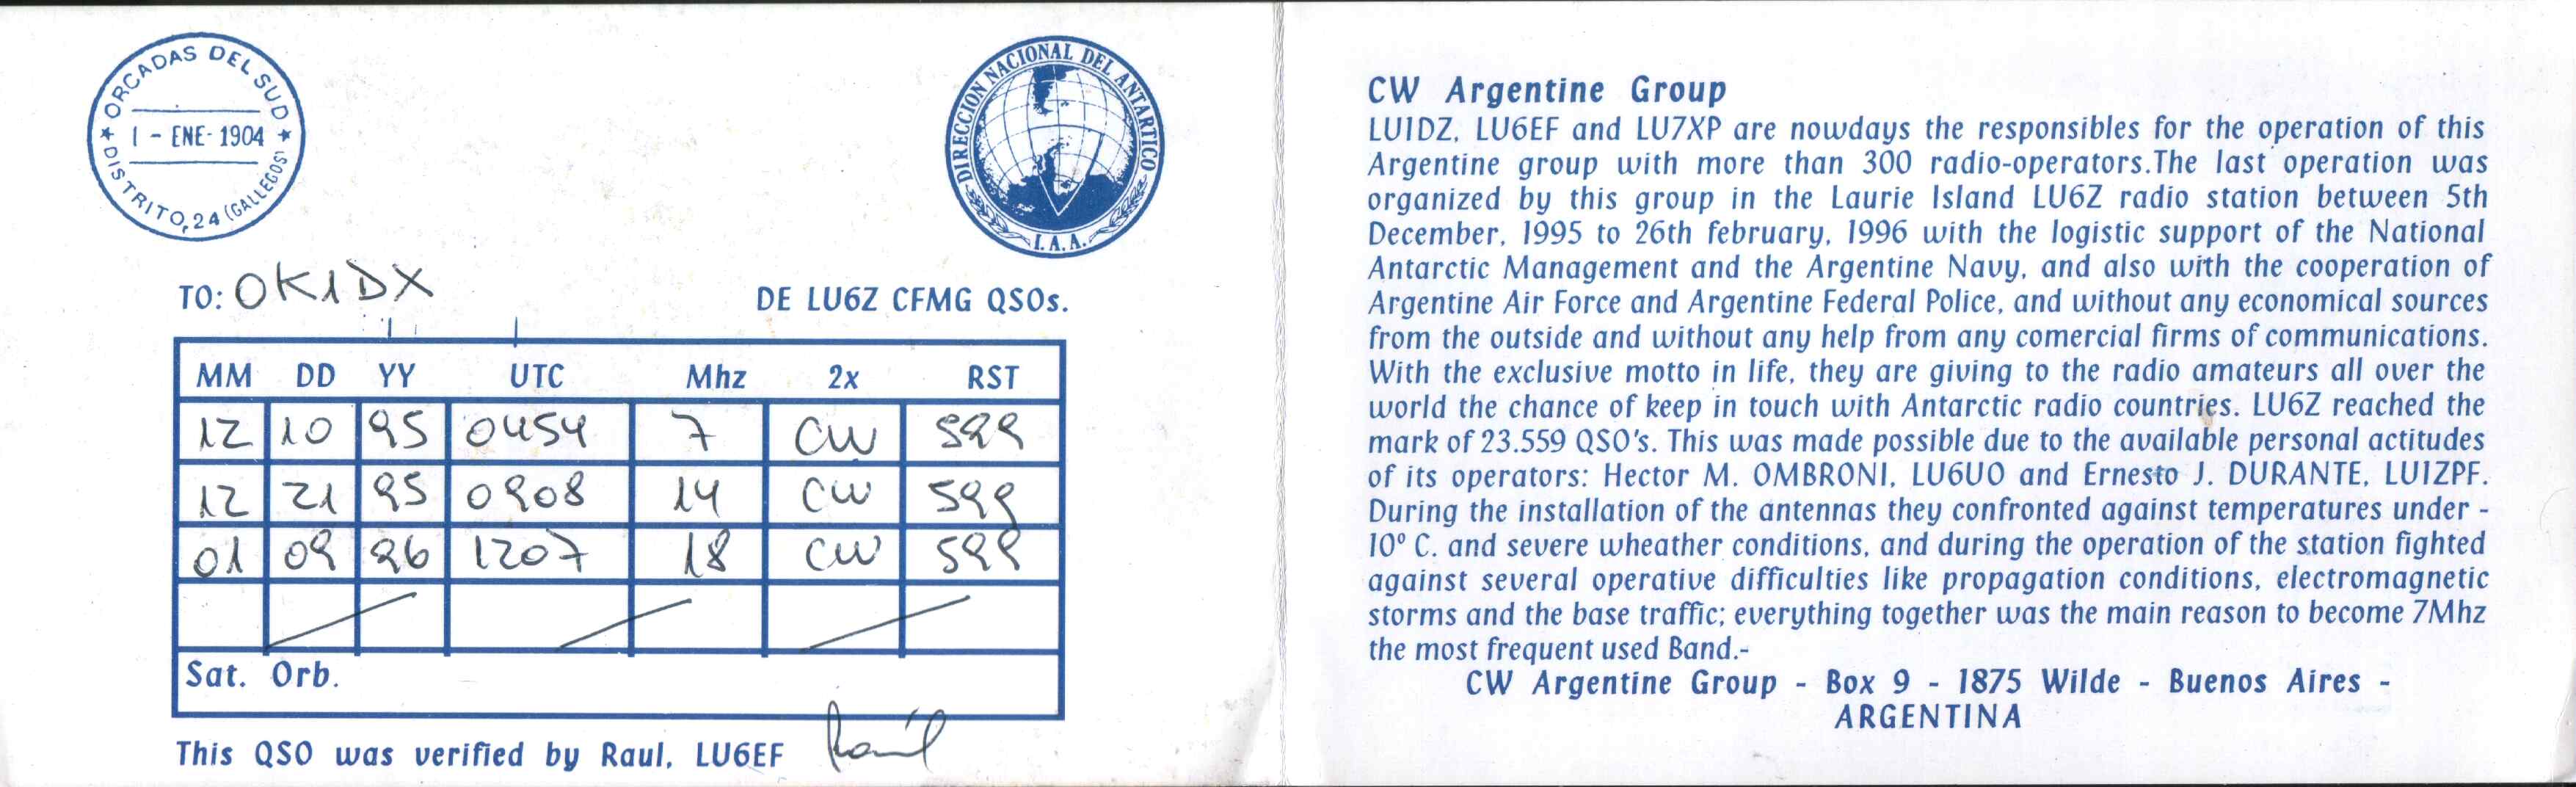 ORCADAS DEL SUD
1 - ENE - 1904
DISTRITO, 24 (GALLEGOS)
DIRECCION NACIONAL DEL ANTARTICO
I.A.A.
TO: OK1DX
DE LU6Z CFMG QSOs.
MM DD YY UTC Mhz 2x RST
12 10 95 0454 7 CW 599
12 21 95 0908 14 CW 599
01 09 96 1207 18 CW 599
Sat. Orb.
This QSO was verified by Raul, LU6EF Raúl
CW Argentine Group
LU1DZ, LU6EF and LU7XP are nowdays the responsibles for the operation of this
Argentine group with more than 300 radio-operators.The last operation was
organized by this group in the Laurie Island LU6Z radio station between 5th
December, 1995 to 26th february, 1996 with the logistic support of the National
Antarctic Management and the Argentine Navy, and also with the cooperation of
Argentine Air Force and Argentine Federal Police, and without any economical sources
from the outside and without any help from any comercial firms of communications.
With the exclusive motto in life, they are giving to the radio amateurs all over the
world the chance of keep in touch with Antarctic radio countries. LU6Z reached the
mark of 23.559 QSO's. This was made possible due to the available personal actitudes
of its operators: Hector M. OMBRONI, LU6UO and Ernesto J. DURANTE, LU1ZPF.
During the installation of the antennas they confronted against temperatures under -
10º C. and severe wheather conditions, and during the operation of the station fighted
against several operative difficulties like propagation conditions, electromagnetic
storms and the base traffic; everything together was the main reason to become 7Mhz
the most frequent used Band.-
CW Argentine Group - Box 9 - 1875 Wilde - Buenos Aires -
ARGENTINA